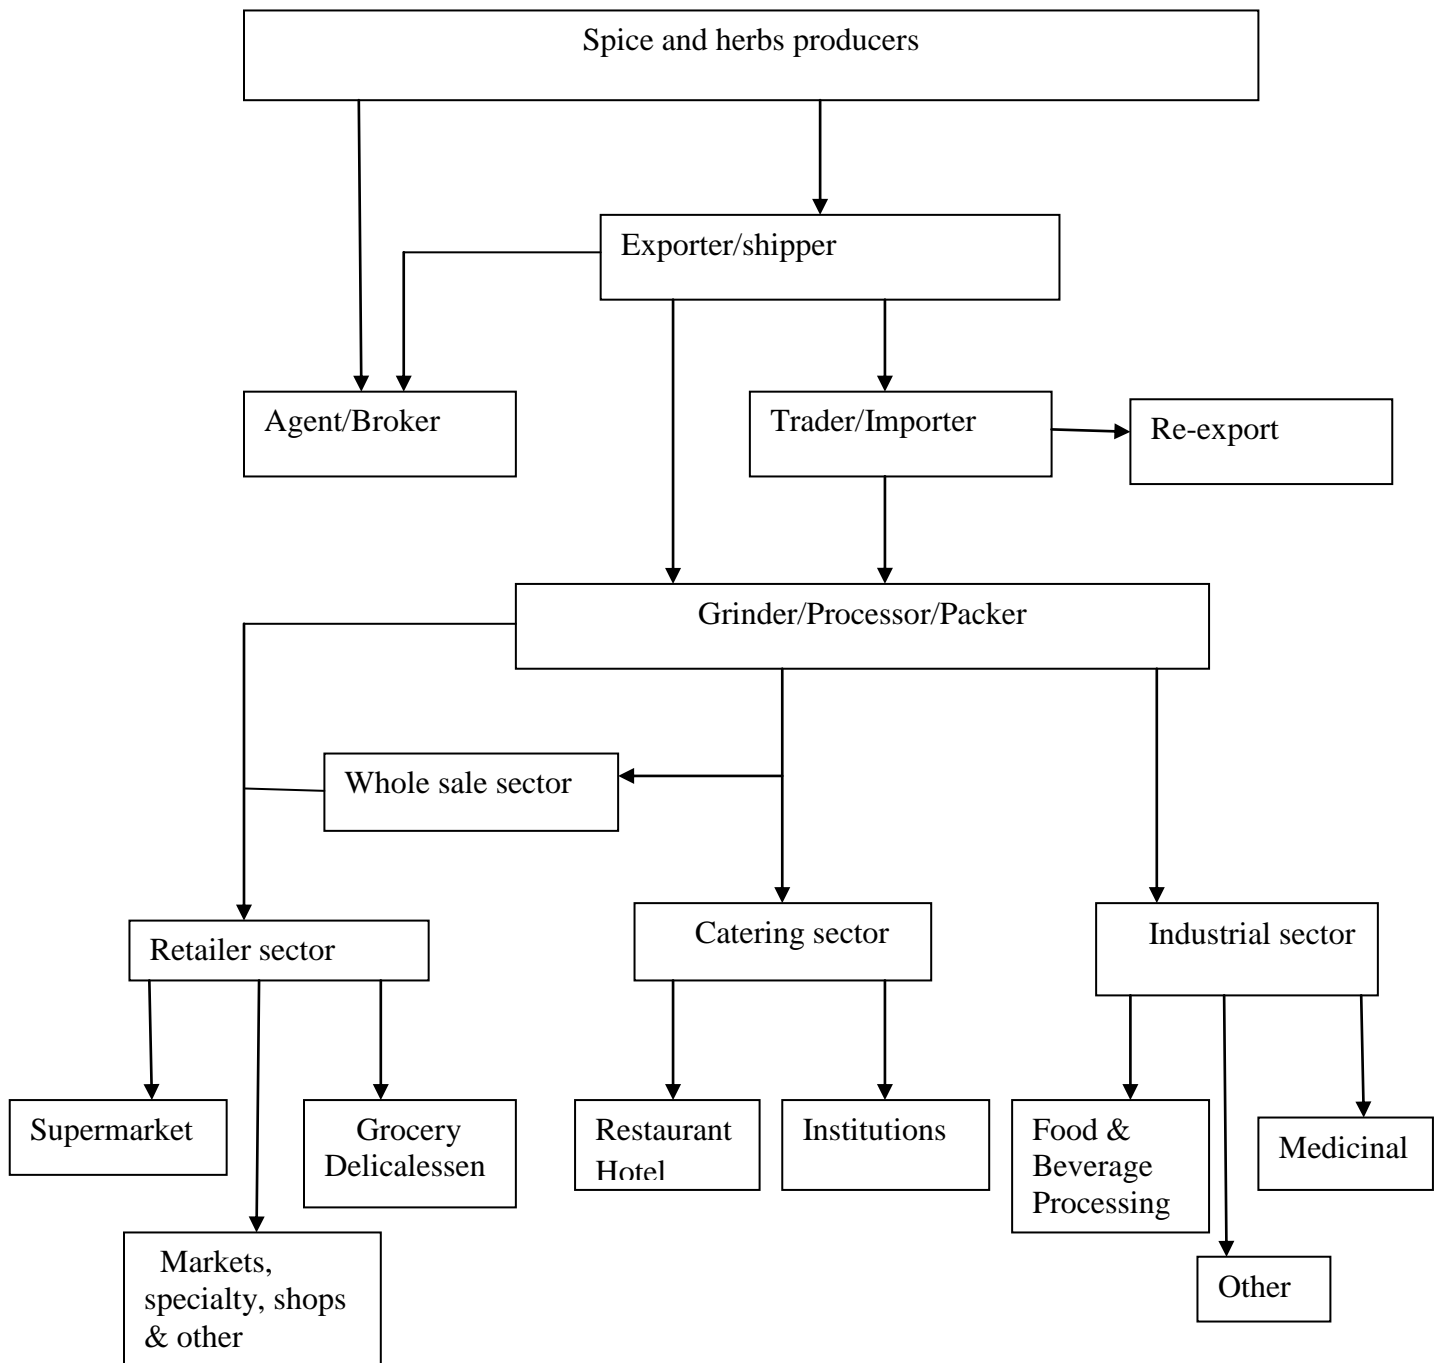 Spice and herbs producers
Exporter/shipper
Agent/Broker
Trader/Importer
Re-export
Grinder/Processor/Packer
Whole sale sector
Retailer sector
Catering sector
Industrial sector
Supermarket
Grocery
Delicalessen
Restaurant
Hotel
Institutions
Food &
Beverage
Processing
Medicinal
Markets,
specialty, shops
& other
Other